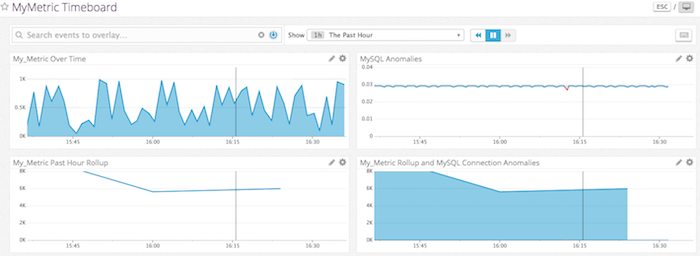 MyMetric Timeboard
ESC /
Search events to overlay...
Show 1h The Past Hour
My_Metric Over Time
1K
0.5K
0K
15:45 16:00 16:15 16:30
MySQL Anomalies
0.04
0.03
0.02
0.01
0
15:45 16:00 16:15 16:30
My_Metric Past Hour Rollup
8K
6K
4K
2K
0K
15:45 16:00 16:15 16:30
My_Metric Rollup and MySQL Connection Anomalies
8K
6K
4K
2K
0K
15:45 16:00 16:15 16:30